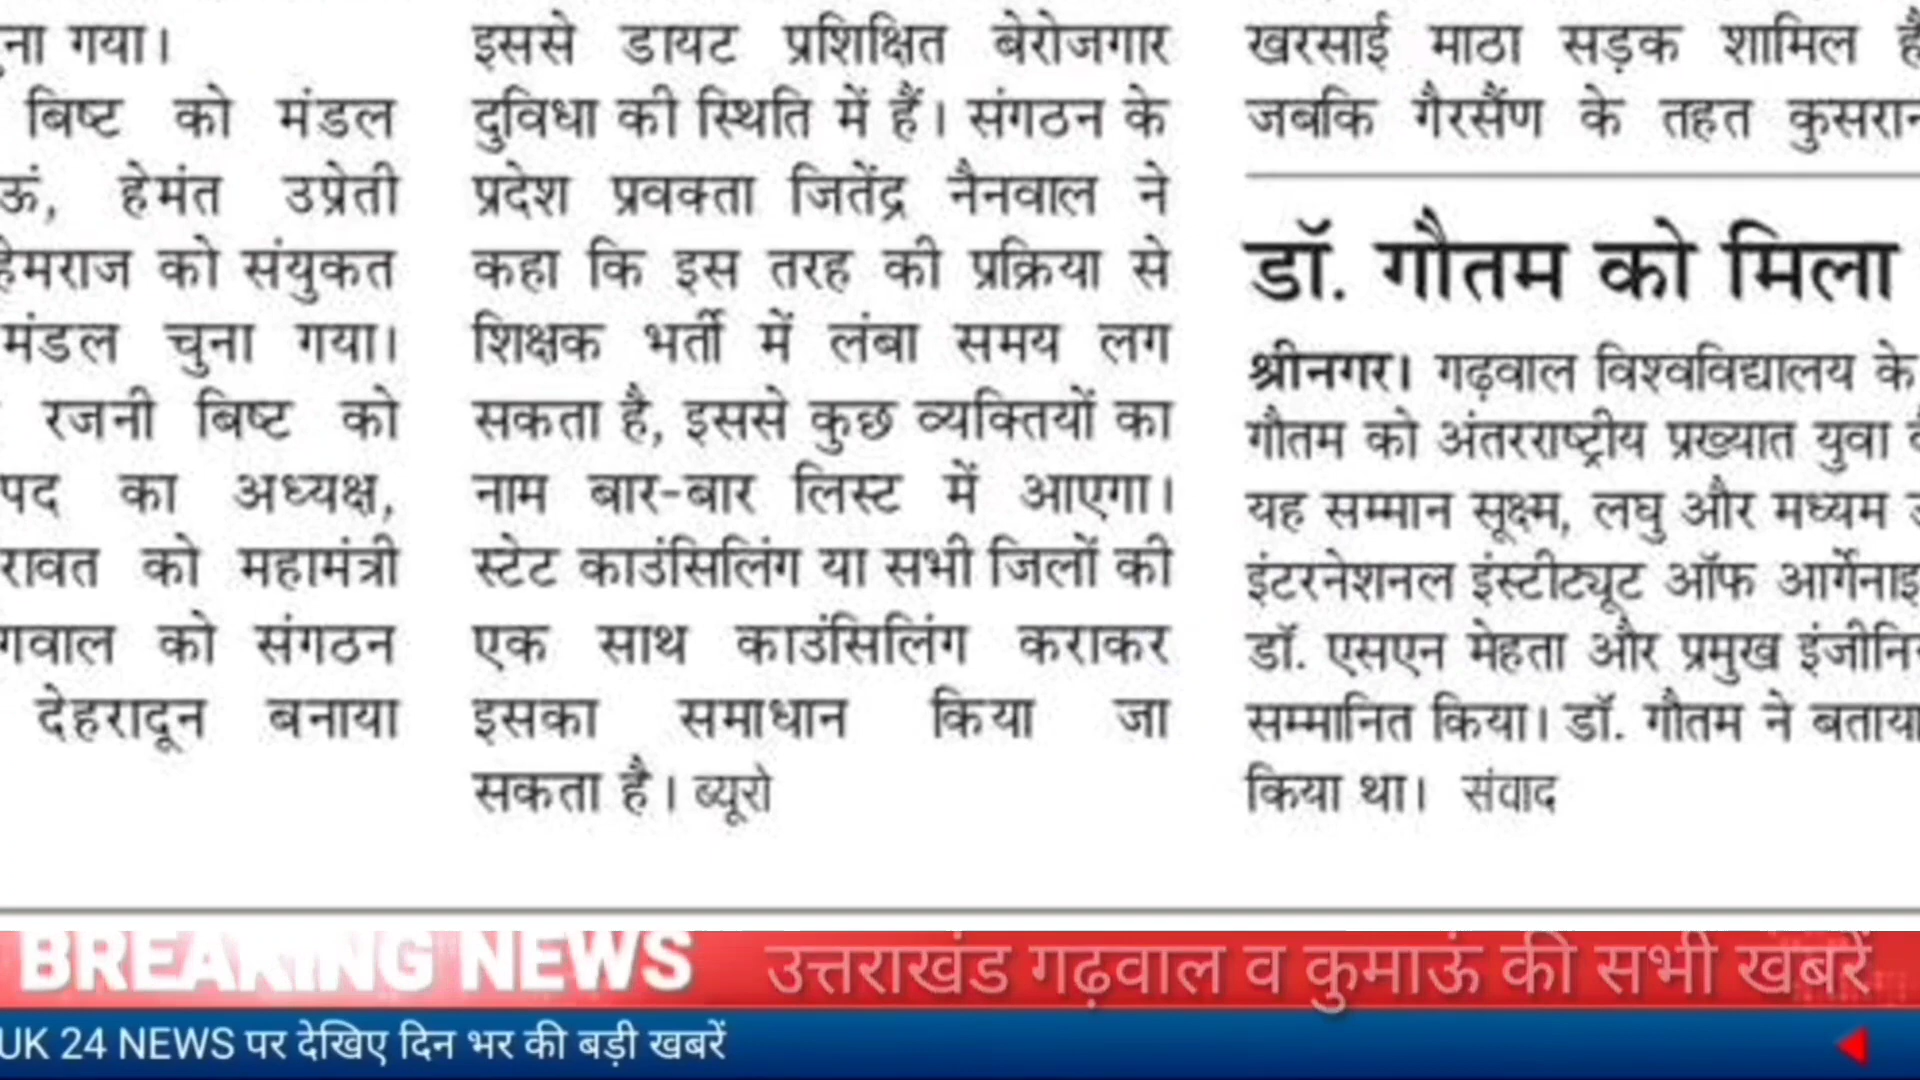 ना गया।
बिष्ट को मंडल
ऊं, हेमंत उप्रेती
हेमराज को संयुकत
मंडल चुना गया।
रजनी बिष्ट को
पद का अध्यक्ष,
रावत को महामंत्री
गवाल को संगठन
देहरादून बनाया
इससे डायट प्रशिक्षित बेरोजगार
दुविधा की स्थिति में हैं। संगठन के
प्रदेश प्रवक्ता जितेंद्र नैनवाल ने
कहा कि इस तरह की प्रक्रिया से
शिक्षक भर्ती में लंबा समय लग
सकता है, इससे कुछ व्यक्तियों का
नाम बार-बार लिस्ट में आएगा।
स्टेट काउंसिलिंग या सभी जिलों की
एक साथ काउंसिलिंग कराकर
इसका समाधान किया जा
सकता है। ब्यूरो
खरसाई माठा सड़क शामिल
जबकि गैरसैंण के तहत कुसरान
डॉ. गौतम को मिला
श्रीनगर। गढ़वाल विश्वविद्यालय के
गौतम को अंतरराष्ट्रीय प्रख्यात युवा
यह सम्मान सूक्ष्म, लघु और मध्यम
इंटरनेशनल इंस्टीट्यूट ऑफ आर्गेनाइ
डॉ. एसएन मेहता और प्रमुख इंजीनि
सम्मानित किया। डॉ. गौतम ने बताया
किया था। संवाद
BREAKING NEWS उत्तराखंड गढ़वाल व कुमाऊं की सभी खबरें
UK 24 NEWS पर देखिए दिन भर की बड़ी खबरें